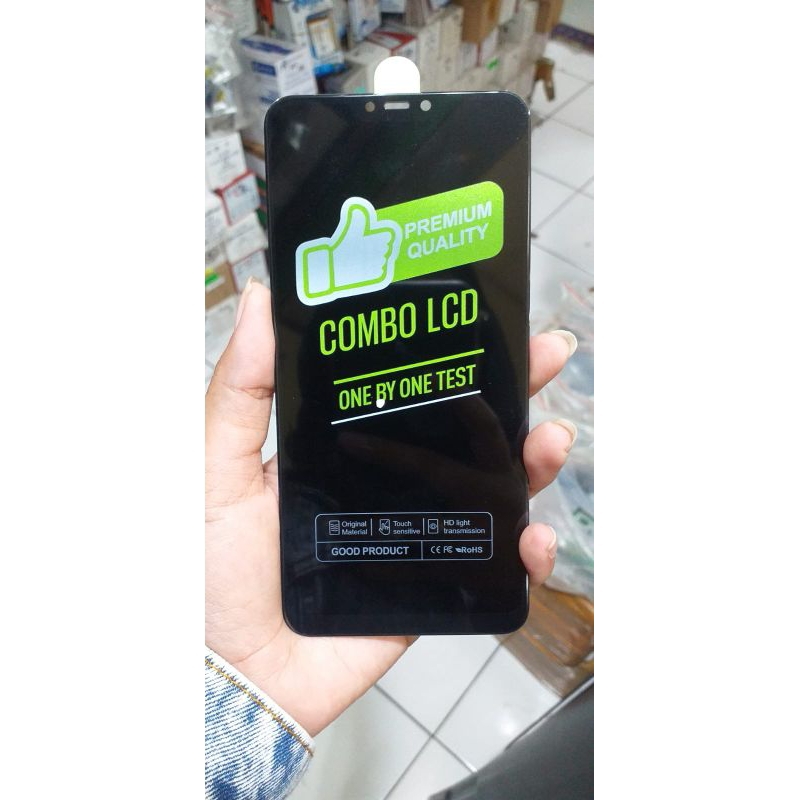 PREMIUM
QUALITY
COMBO LCD
ONE BY ONE TEST
Original
Material
Touch
sensitive
HD light
transmission
GOOD PRODUCT
CE FC RoHS